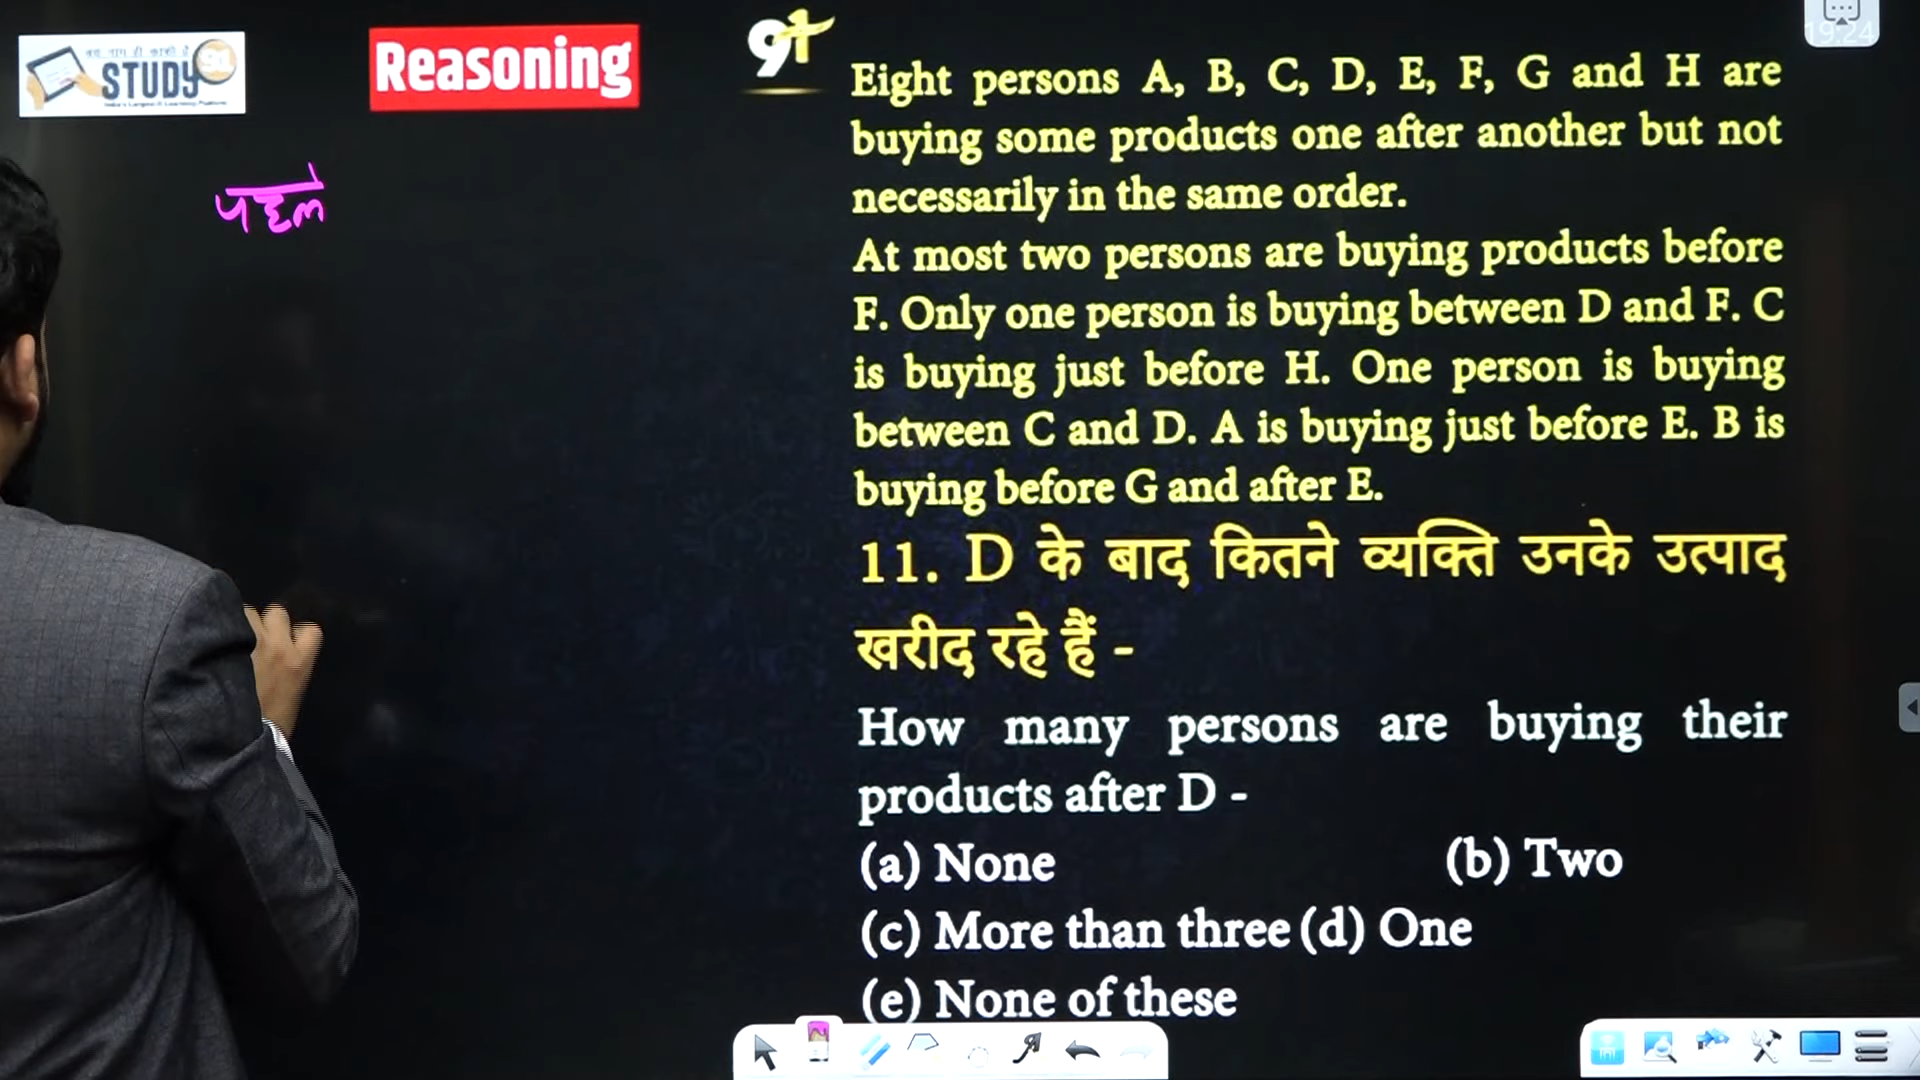 STUDY
91
Reasoning
91
19:24
पहल
Eight persons A, B, C, D, E, F, G and H are
buying some products one after another but not
necessarily in the same order.
At most two persons are buying products before
F. Only one person is buying between D and F. C
is buying just before H. One person is buying
between C and D. A is buying just before E. B is
buying before G and after E.
11. D के बाद कितने व्यक्ति उनके उत्पाद
खरीद रहे हैं -
How many persons are buying their
products after D -
(a) None (b) Two
(c) More than three (d) One
(e) None of these